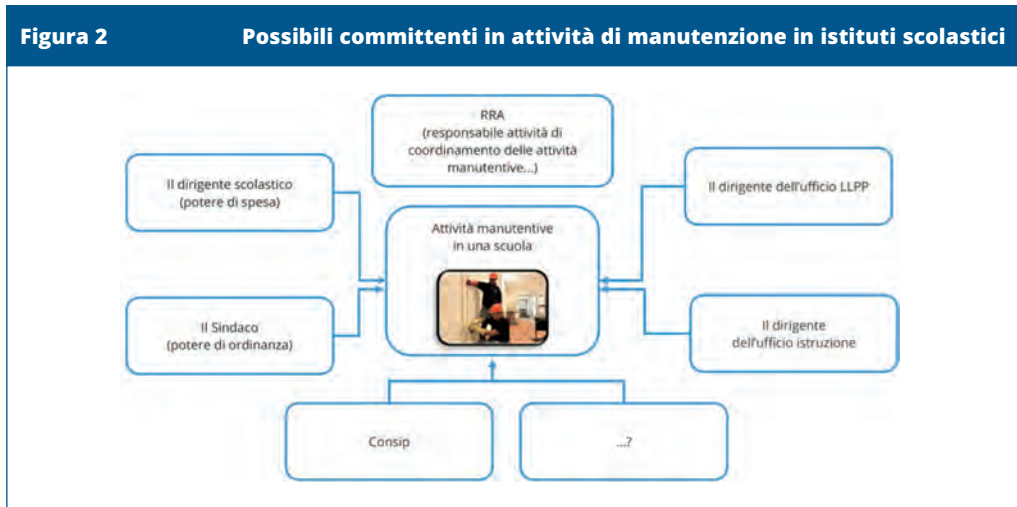 Figura 2 Possibili committenti in attività di manutenzione in istituti scolastici
RRA
(responsabile attività di
coordinamento delle attività
manutentive...)
Il dirigente scolastico
(potere di spesa)
Il dirigente dell'ufficio LLPP
Attività manutentive
in una scuola
Il Sindaco
(potere di ordinanza)
Il dirigente
dell'ufficio istruzione
Consip
...?